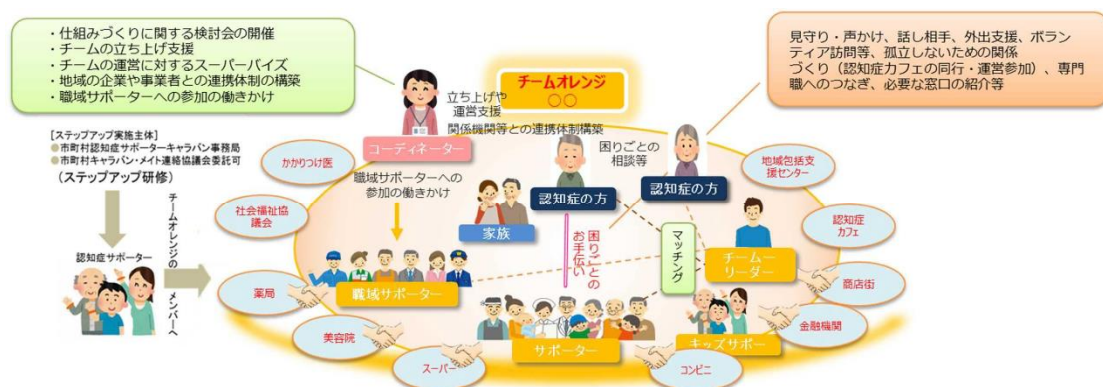 ・仕組みづくりに関する検討会の開催
・チームの立ち上げ支援
・チームの運営に対するスーパーバイズ
・地域の企業や事業者との連携体制の構築
・職域サポーターへの参加の働きかけ
チームオレンジ
○○
見守り・声かけ、話し相手、外出支援、ボラン
ティア訪問等、孤立しないための関係
づくり（認知症カフェの同行・運営参加）、専門
職へのつなぎ、必要な窓口の紹介等
立ち上げや
運営支援
関係機関等との連携体制構築
コーディネーター
職域サポーターへの
参加の働きかけ
困りごとの
相談等
認知症の方
認知症の方
家族
[ステップアップ実施主体]
●市町村認知症サポーターキャラバン事務局
●市町村キャラバン・メイト連絡協議会委託可
(ステップアップ研修)
認知症サポーター
チームオレンジの
メンバーへ
かかりつけ医
社会福祉協
議会
薬局
美容院
スーパー
コンビニ
金融機関
商店街
認知症
カフェ
地域包括支
援センター
職域サポーター
困りごとの
お手伝い
マッチング
チームー
リーダー
サポーター
キッズサポー